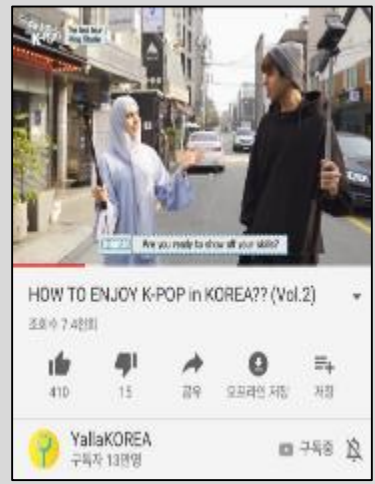 K-POP
Are you ready to show off your skills?
HOW TO ENJOY K-POP in KOREA?? (Vol.2)
조회수 7.4만회
410
15
공유
오프라인 저장
저장
YallaKOREA
구독자 13만명
구독중